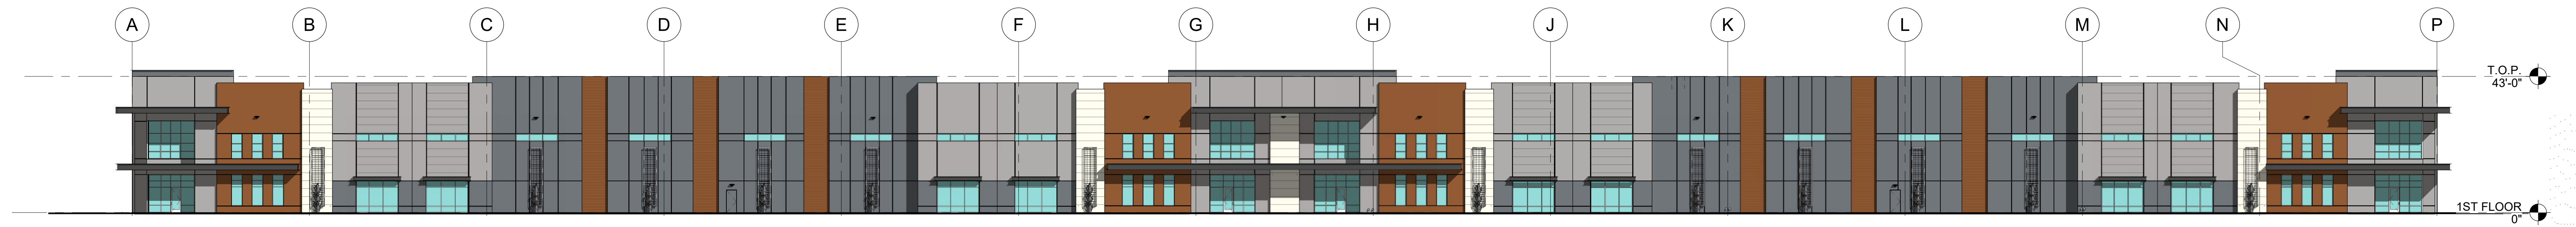 A B C D E F G H J K L M N P
T.O.P.
43'-0"
1ST FLOOR
0"